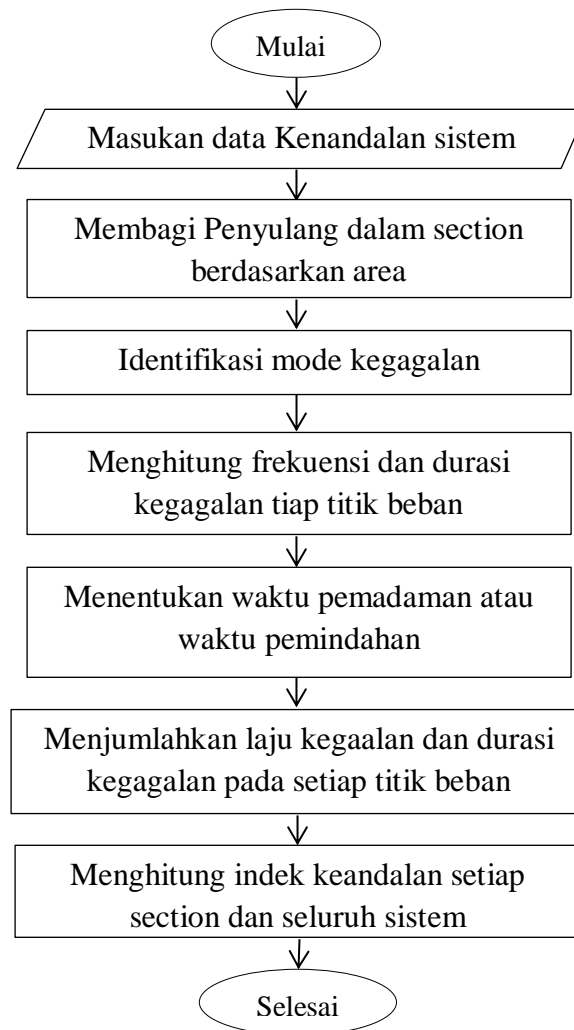 Mulai
Masukan data Kenandalan sistem
Membagi Penyulang dalam section
berdasarkan area
Identifikasi mode kegagalan
Menghitung frekuensi dan durasi
kegagalan tiap titik beban
Menentukan waktu pemadaman atau
waktu pemindahan
Menjumlahkan laju kegaalan dan durasi
kegagalan pada setiap titik beban
Menghitung indek keandalan setiap
section dan seluruh sistem
Selesai